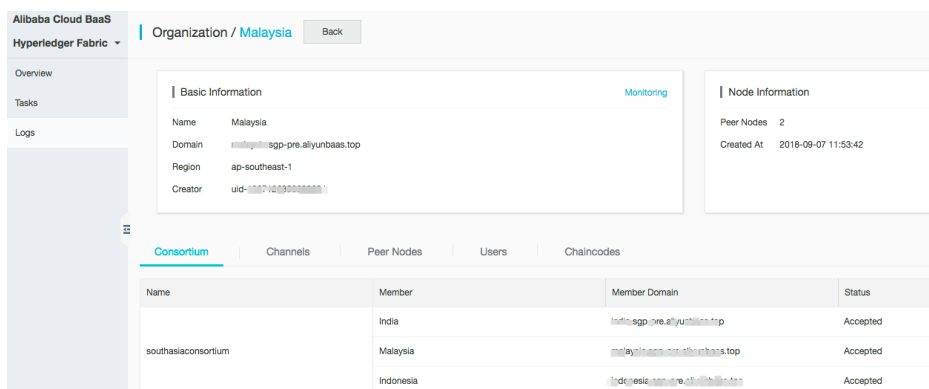 Alibaba Cloud BaaS
Hyperledger Fabric
Overview
Tasks
Logs
Organization / Malaysia Back
Basic Information Monitoring
Name Malaysia
Domain sgp-pre.aliyunbaas.top
Region ap-southeast-1
Creator uid-
Node Information
Peer Nodes 2
Created At 2018-09-07 11:53:42
Consortium Channels Peer Nodes Users Chaincodes
Name Member Member Domain Status
India Accepted
southasiaconsortium Malaysia Accepted
Indonesia Accepted